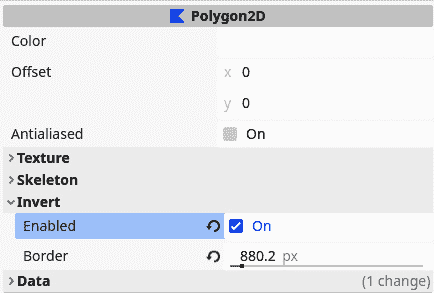 Polygon2D
Color
Offset x 0
y 0
Antialiased On
Texture
Skeleton
Invert
Enabled On
Border 880.2 px
Data (1 change)